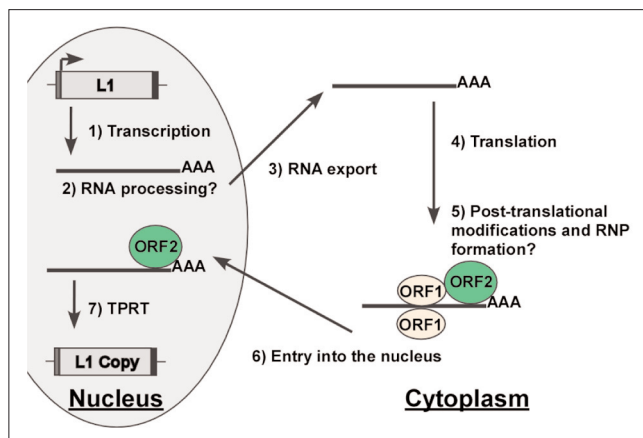 L1
1) Transcription
AAA
2) RNA processing?
3) RNA export
AAA
4) Translation
5) Post-translational
modifications and RNP
formation?
ORF1
ORF2
AAA
ORF1
6) Entry into the nucleus
ORF2
AAA
7) TPRT
L1 Copy
Nucleus
Cytoplasm